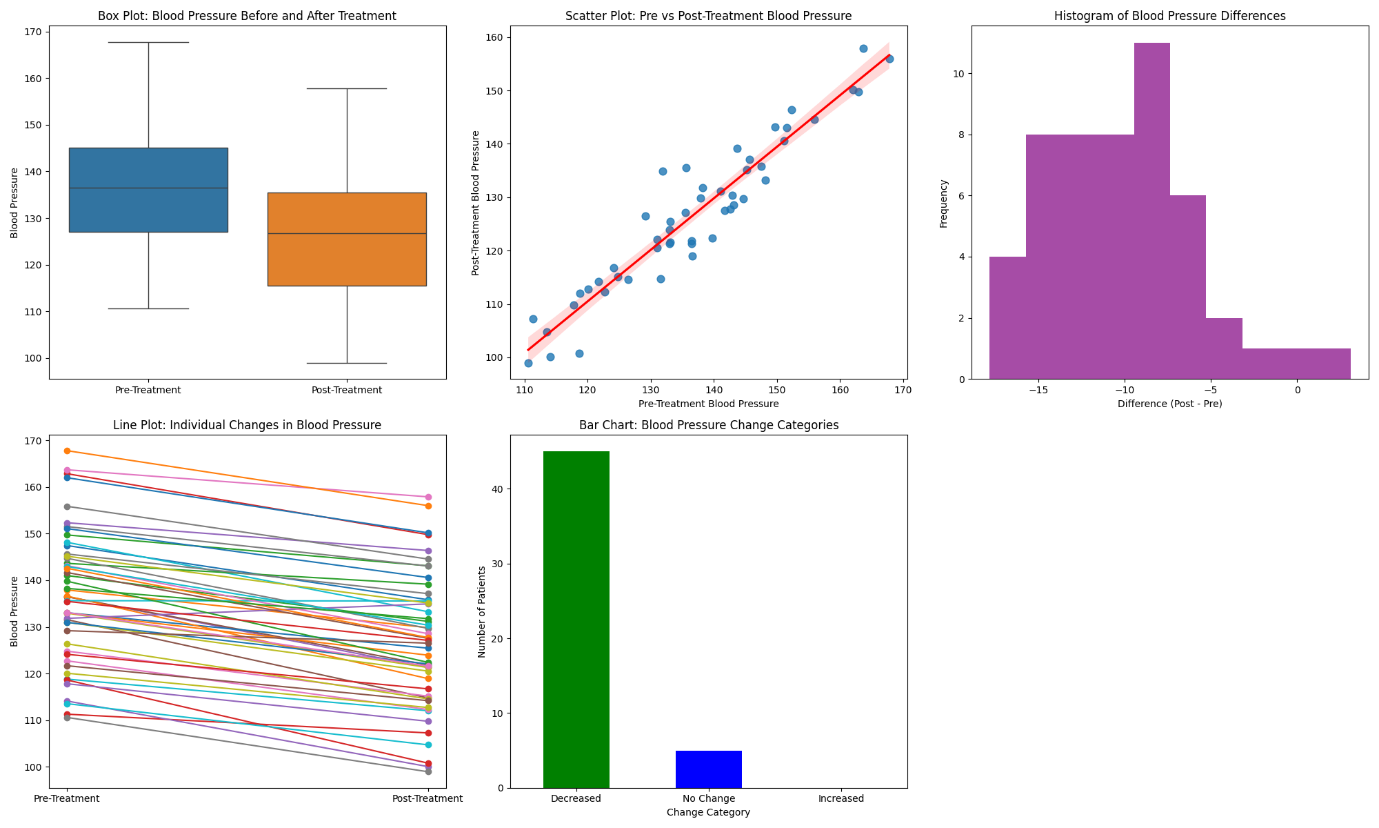 Box Plot: Blood Pressure Before and After Treatment
Blood Pressure
170
160
150
140
130
120
110
100
Pre-Treatment
Post-Treatment
Scatter Plot: Pre vs Post-Treatment Blood Pressure
Post-Treatment Blood Pressure
160
150
140
130
120
110
100
110
120
130
140
150
160
170
Pre-Treatment Blood Pressure
Histogram of Blood Pressure Differences
Frequency
10
8
6
4
2
0
−15
−10
−5
0
Difference (Post - Pre)
Line Plot: Individual Changes in Blood Pressure
Blood Pressure
170
160
150
140
130
120
110
100
Pre-Treatment
Post-Treatment
Bar Chart: Blood Pressure Change Categories
Number of Patients
40
30
20
10
0
Decreased
No Change
Increased
Change Category